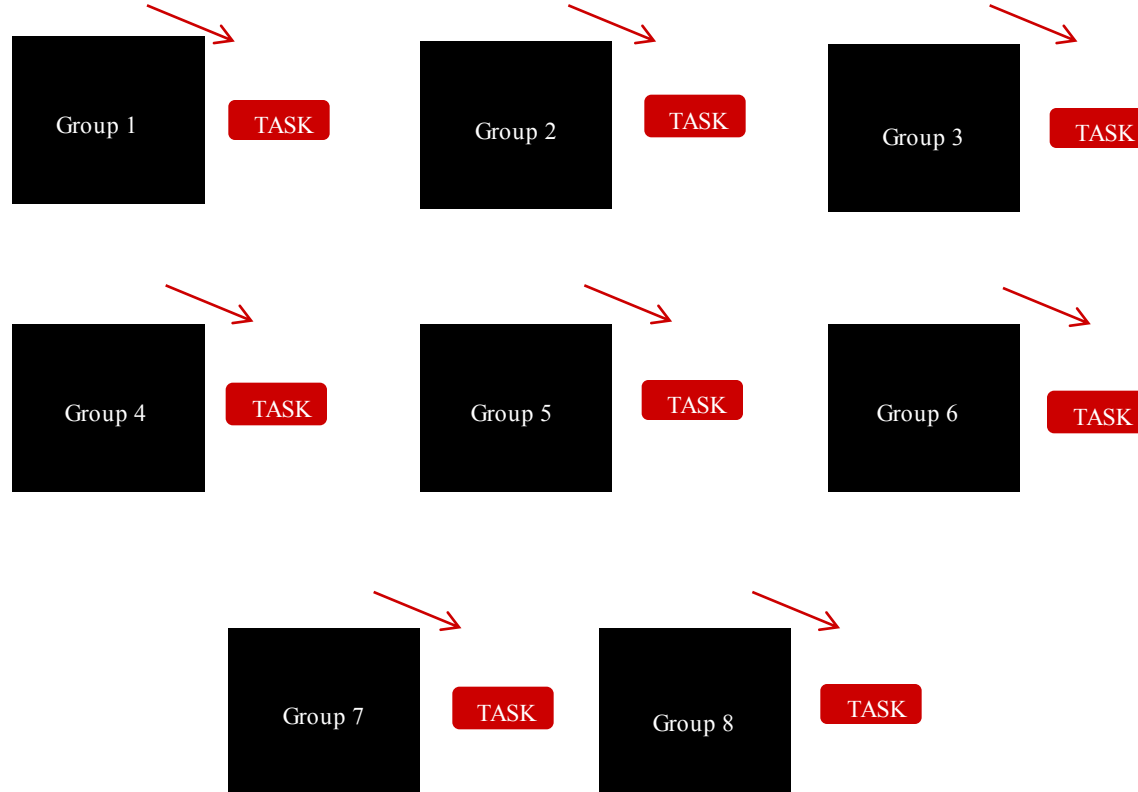 Group 1
TASK
Group 2
TASK
Group 3
TASK
Group 4
TASK
Group 5
TASK
Group 6
TASK
Group 7
TASK
Group 8
TASK